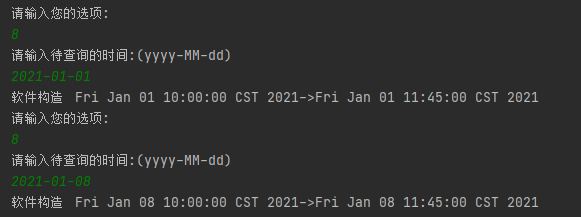 请输入您的选项:
8
请输入待查询的时间:(yyyy-MM-dd)
2021-01-01
软件构造 Fri Jan 01 10:00:00 CST 2021->Fri Jan 01 11:45:00 CST 2021
请输入您的选项:
8
请输入待查询的时间:(yyyy-MM-dd)
2021-01-08
软件构造 Fri Jan 08 10:00:00 CST 2021->Fri Jan 08 11:45:00 CST 2021